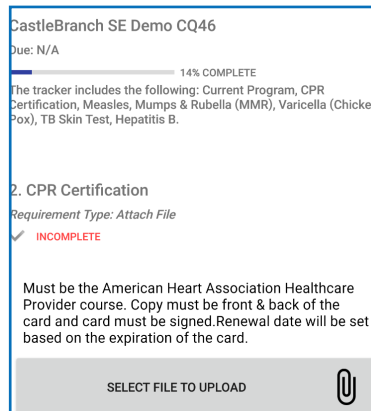 CastleBranch SE Demo CQ46
Due: N/A
14% COMPLETE
The tracker includes the following: Current Program, CPR
Certification, Measles, Mumps & Rubella (MMR), Varicella (Chicke
Pox), TB Skin Test, Hepatitis B.
2. CPR Certification
Requirement Type: Attach File
INCOMPLETE
Must be the American Heart Association Healthcare
Provider course. Copy must be front & back of the
card and card must be signed.Renewal date will be set
based on the expiration of the card.
SELECT FILE TO UPLOAD